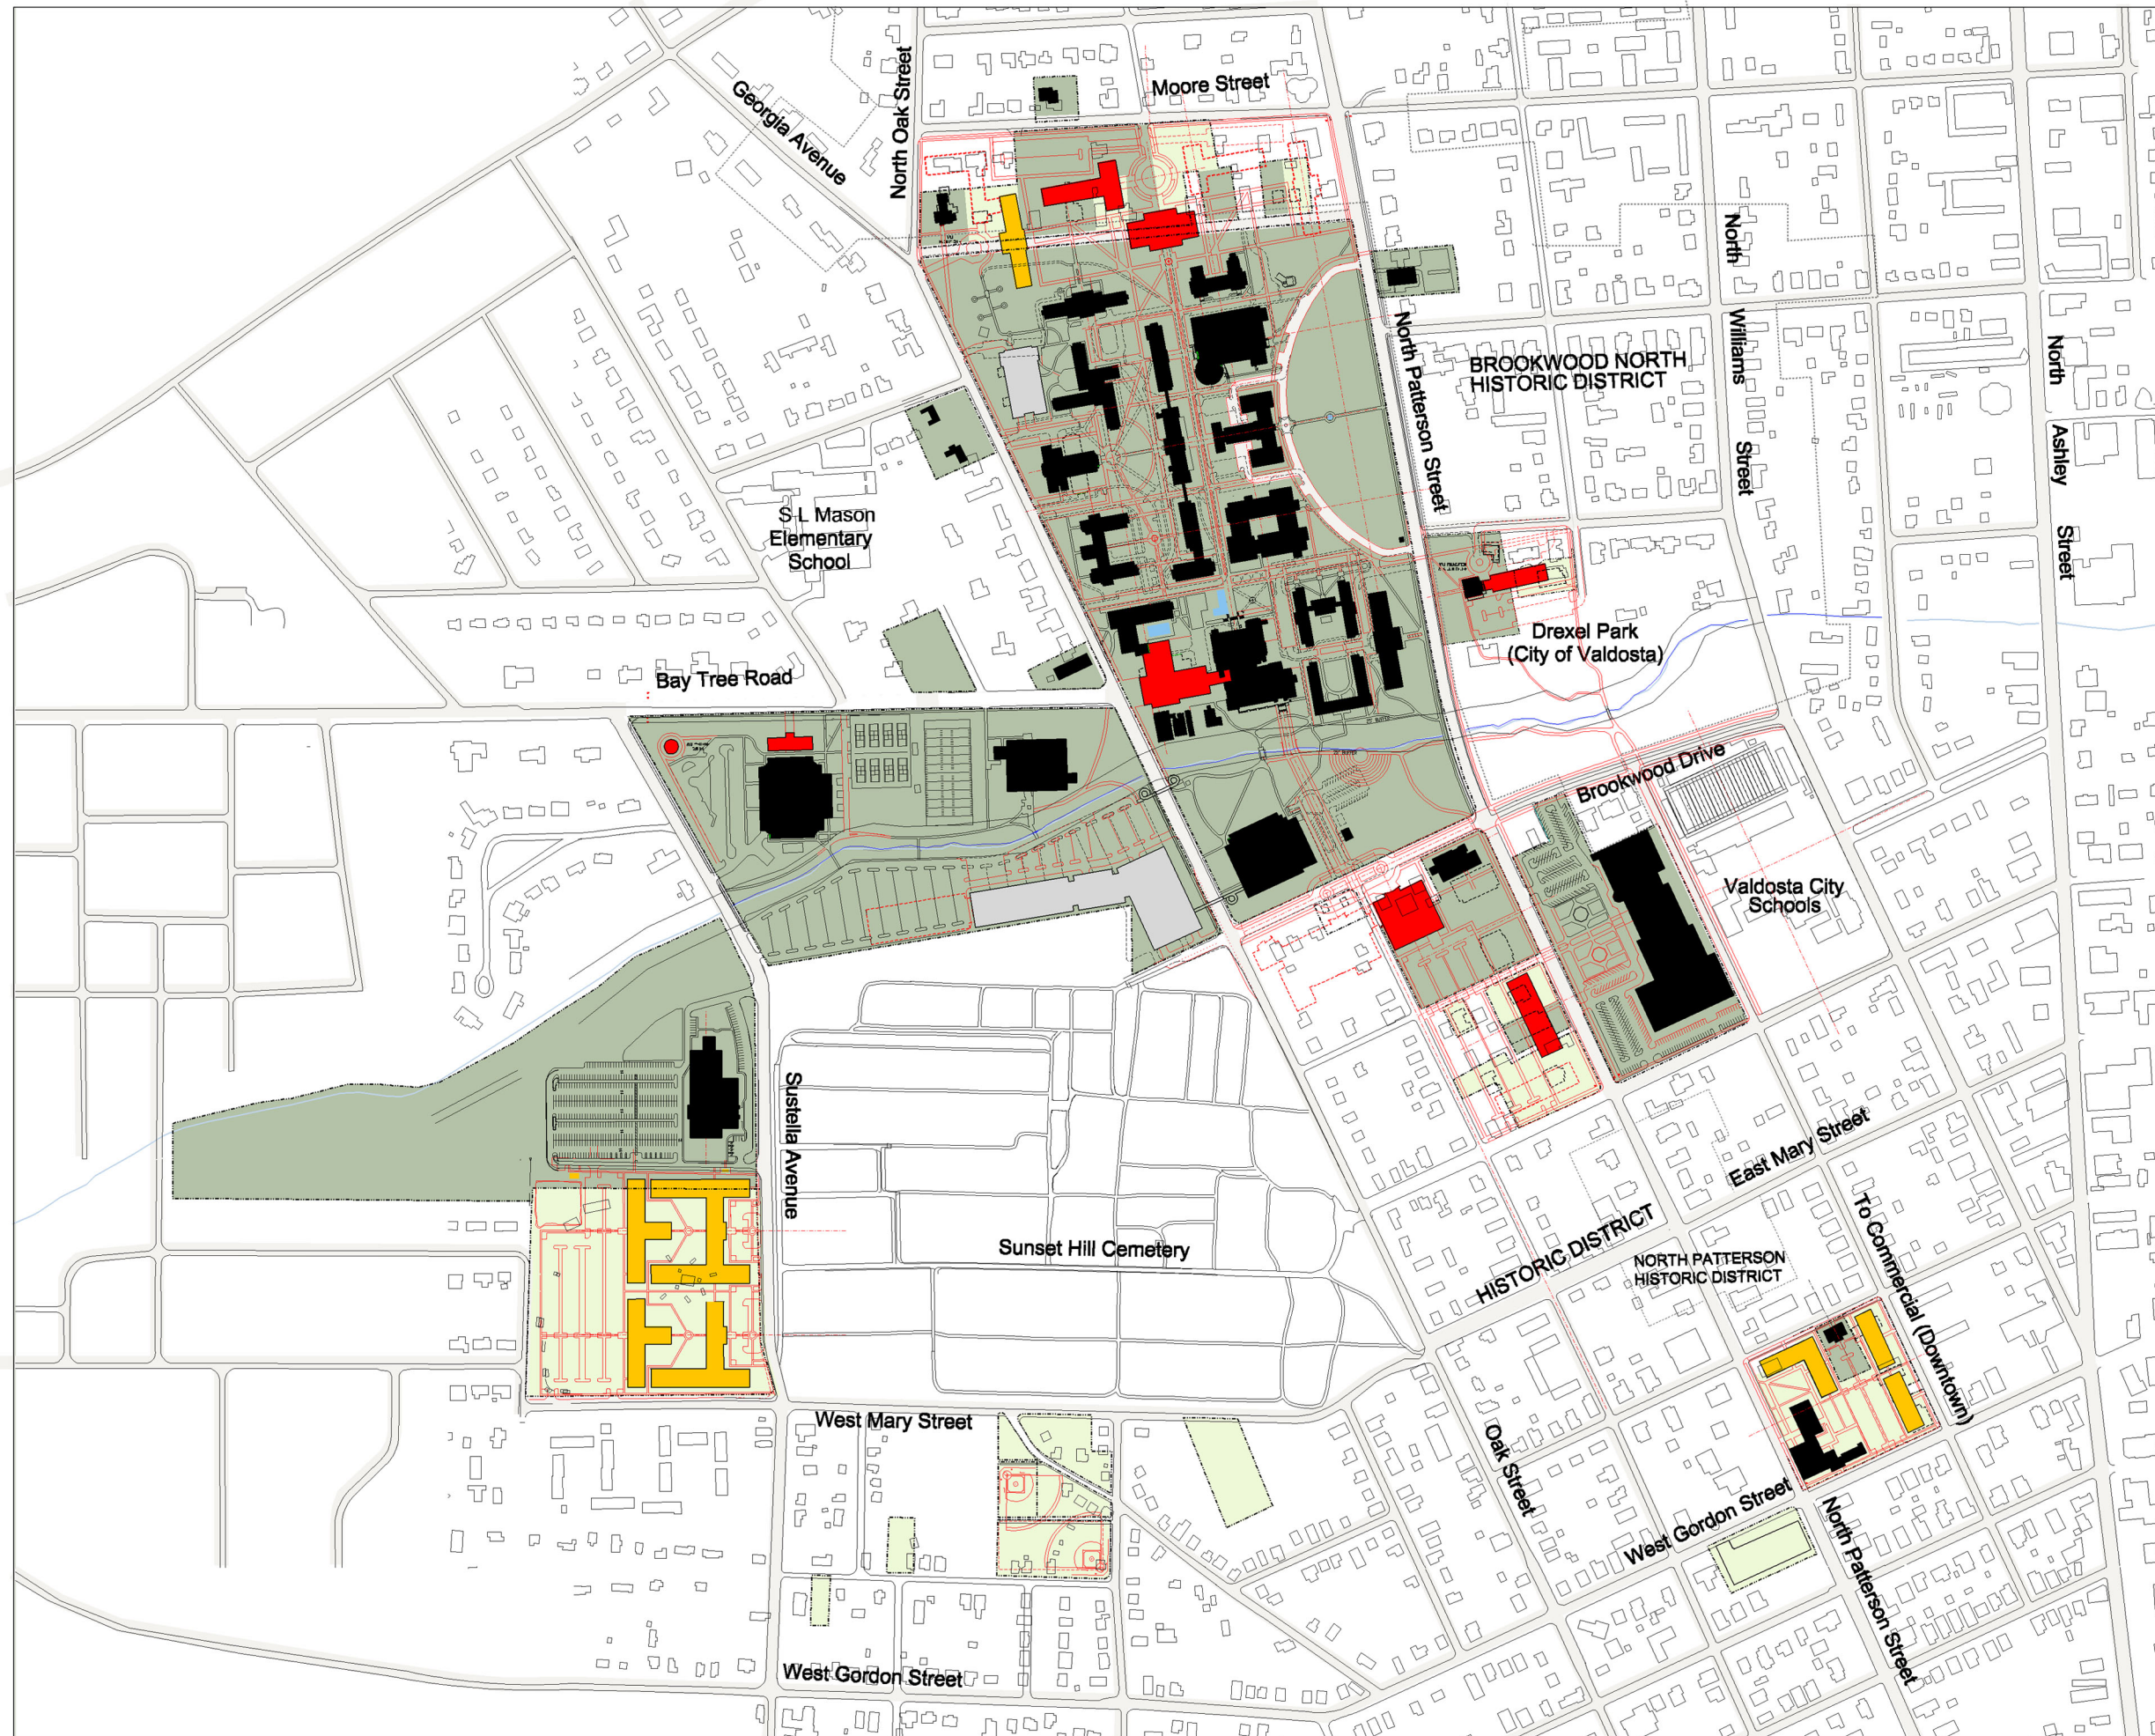 Moore Street
North Oak Street
Georgia Avenue
North
Williams
Street
North
Ashley
Street
North Patterson Street
BROOKWOOD NORTH
HISTORIC DISTRICT
S L Mason
Elementary
School
Drexel Park
(City of Valdosta)
Bay Tree Road
Brookwood Drive
Valdosta City
Schools
Sustella Avenue
East Mary Street
To Commercial (Downtown)
Sunset Hill Cemetery
HISTORIC DISTRICT
NORTH PATTERSON
HISTORIC DISTRICT
West Mary Street
Oak Street
West Gordon Street
North Patterson Street
West Gordon Street